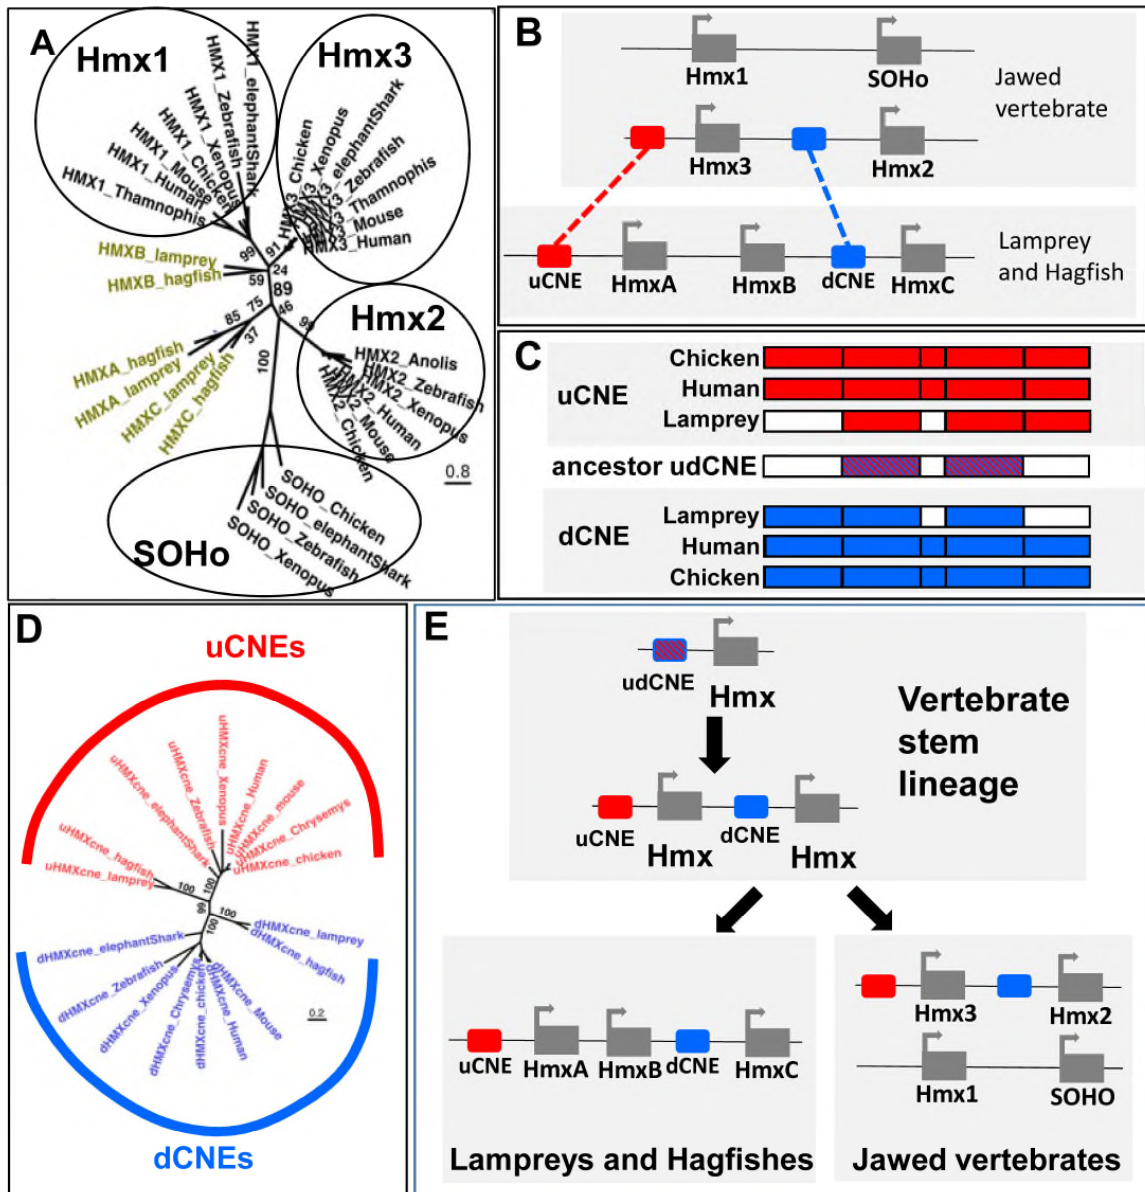 A
Hmx1
Hmx3
HMX1_elephantShark
HMX1_Zebrafish
HMX1_Xenopus
HMX1_Chicken
HMX1_Mouse
HMX1_Human
HMX1_Thamnophis
HMX3_Chicken
HMX3_Xenopus
HMX3_elephantShark
HMX3_Zebrafish
HMX3_Thamnophis
HMX3_Mouse
HMX3_Human
HMXB_lamprey
HMXB_hagfish
99
91
24
59
89
75
46
85
37
99
100
HMXA_hagfish
HMXA_lamprey
HMXC_lamprey
HMXC_hagfish
Hmx2
HMX2_Anolis
HMX2_Zebrafish
HMX2_Xenopus
HMX2_Human
HMX2_Mouse
HMX2_Chicken
0.8
SOHO_Chicken
SOHO_elephantShark
SOHO_Zebrafish
SOHO_Xenopus
SOHo
B
Hmx1
SOHo
Jawed
vertebrate
Hmx3
Hmx2
Lamprey
and Hagfish
uCNE
HmxA
HmxB
dCNE
HmxC
C
uCNE
Chicken
Human
Lamprey
ancestor udCNE
dCNE
Lamprey
Human
Chicken
D
uCNEs
uHMXcne_hagfish
uHMXcne_lamprey
uHMXcne_elephantShark
uHMXcne_Zebrafish
uHMXcne_Xenopus
uHMXcne_Human
uHMXcne_mouse
uHMXcne_Chrysemys
uHMXcne_chicken
100
100
99
100
100
dHMXcne_lamprey
dHMXcne_hagfish
dHMXcne_elephantShark
dHMXcne_Zebrafish
dHMXcne_Xenopus
dHMXcne_Chrysemys
dHMXcne_chicken
dHMXcne_Human
dHMXcne_Mouse
0.2
dCNEs
E
udCNE
Hmx
Vertebrate
stem
lineage
uCNE
Hmx
dCNE
Hmx
uCNE
HmxA
HmxB
dCNE
HmxC
Lampreys and Hagfishes
Hmx3
Hmx2
Hmx1
SOHO
Jawed vertebrates